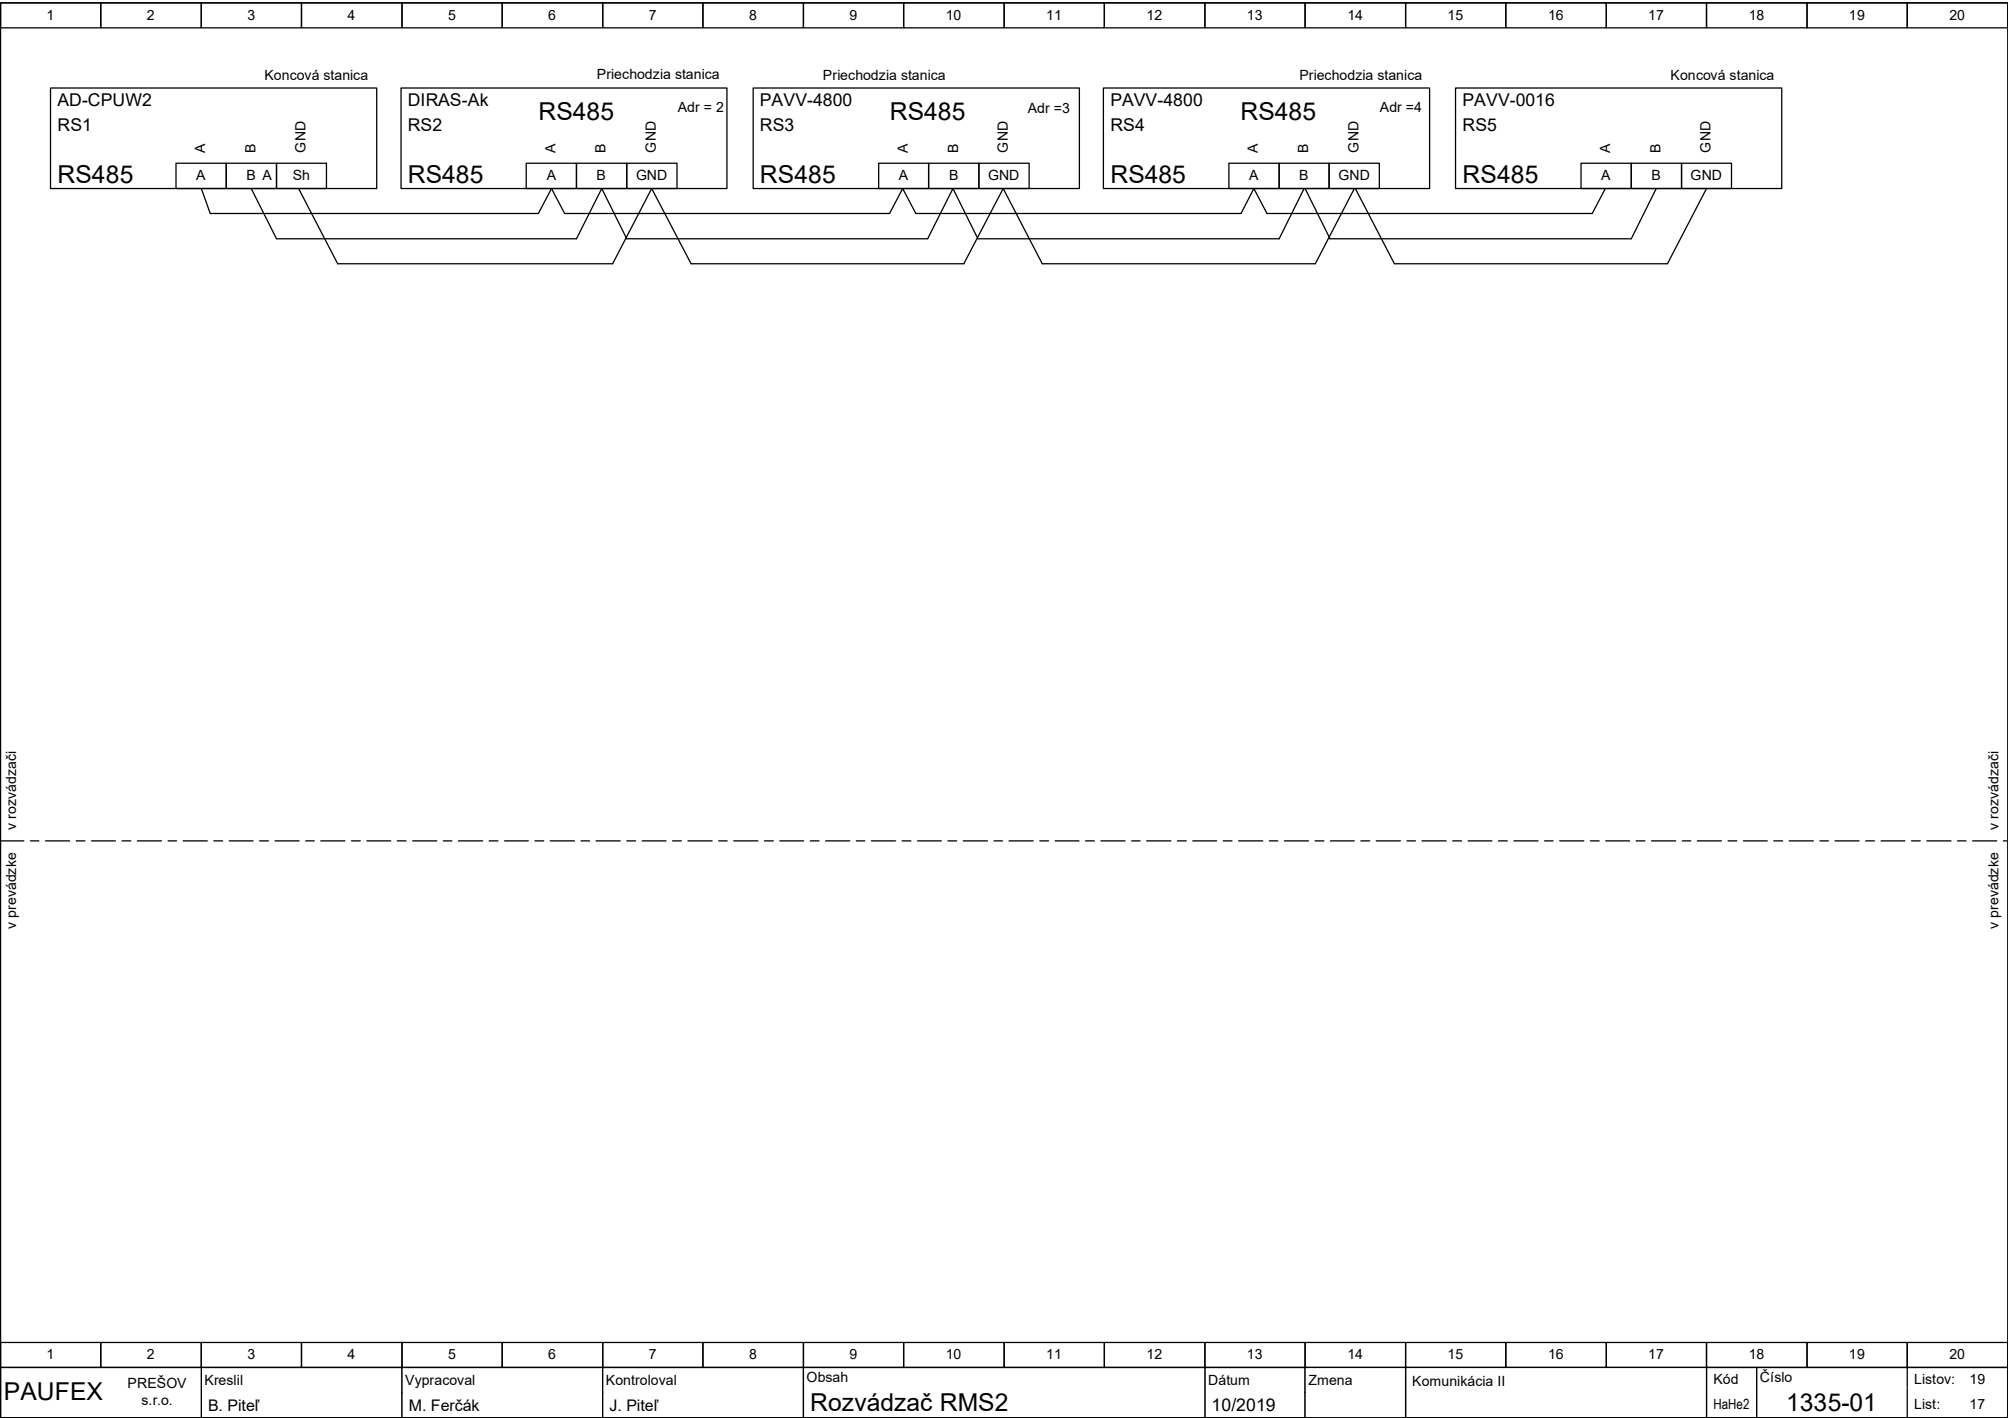 1 2 3 4 5 6 7 8 9 10 11 12 13 14 15 16 17 18 19 20
Koncová stanica
AD-CPUW2
RS1
A B GND
RS485
A B A Sh
Priechodzia stanica
DIRAS-Ak
RS485
Adr = 2
RS2
A B GND
RS485
A B GND
Priechodzia stanica
PAVV-4800
RS485
Adr =3
RS3
A B GND
RS485
A B GND
Priechodzia stanica
PAVV-4800
RS485
Adr =4
RS4
A B GND
RS485
A B GND
Koncová stanica
PAVV-0016
RS5
A B GND
RS485
A B GND
v rozvádzači
v rozvádzači
v prevádzke
v prevádzke
1 2 3 4 5 6 7 8 9 10 11 12 13 14 15 16 17 18 19 20
PAUFEX
PREŠOV
s.r.o.
Kreslil
B. Piteľ
Vypracoval
M. Ferčák
Kontroloval
J. Piteľ
Obsah
Rozvádzač RMS2
Dátum
10/2019
Zmena
Komunikácia II
Kód
HaHe2
Číslo
1335-01
Listov: 19
List: 17